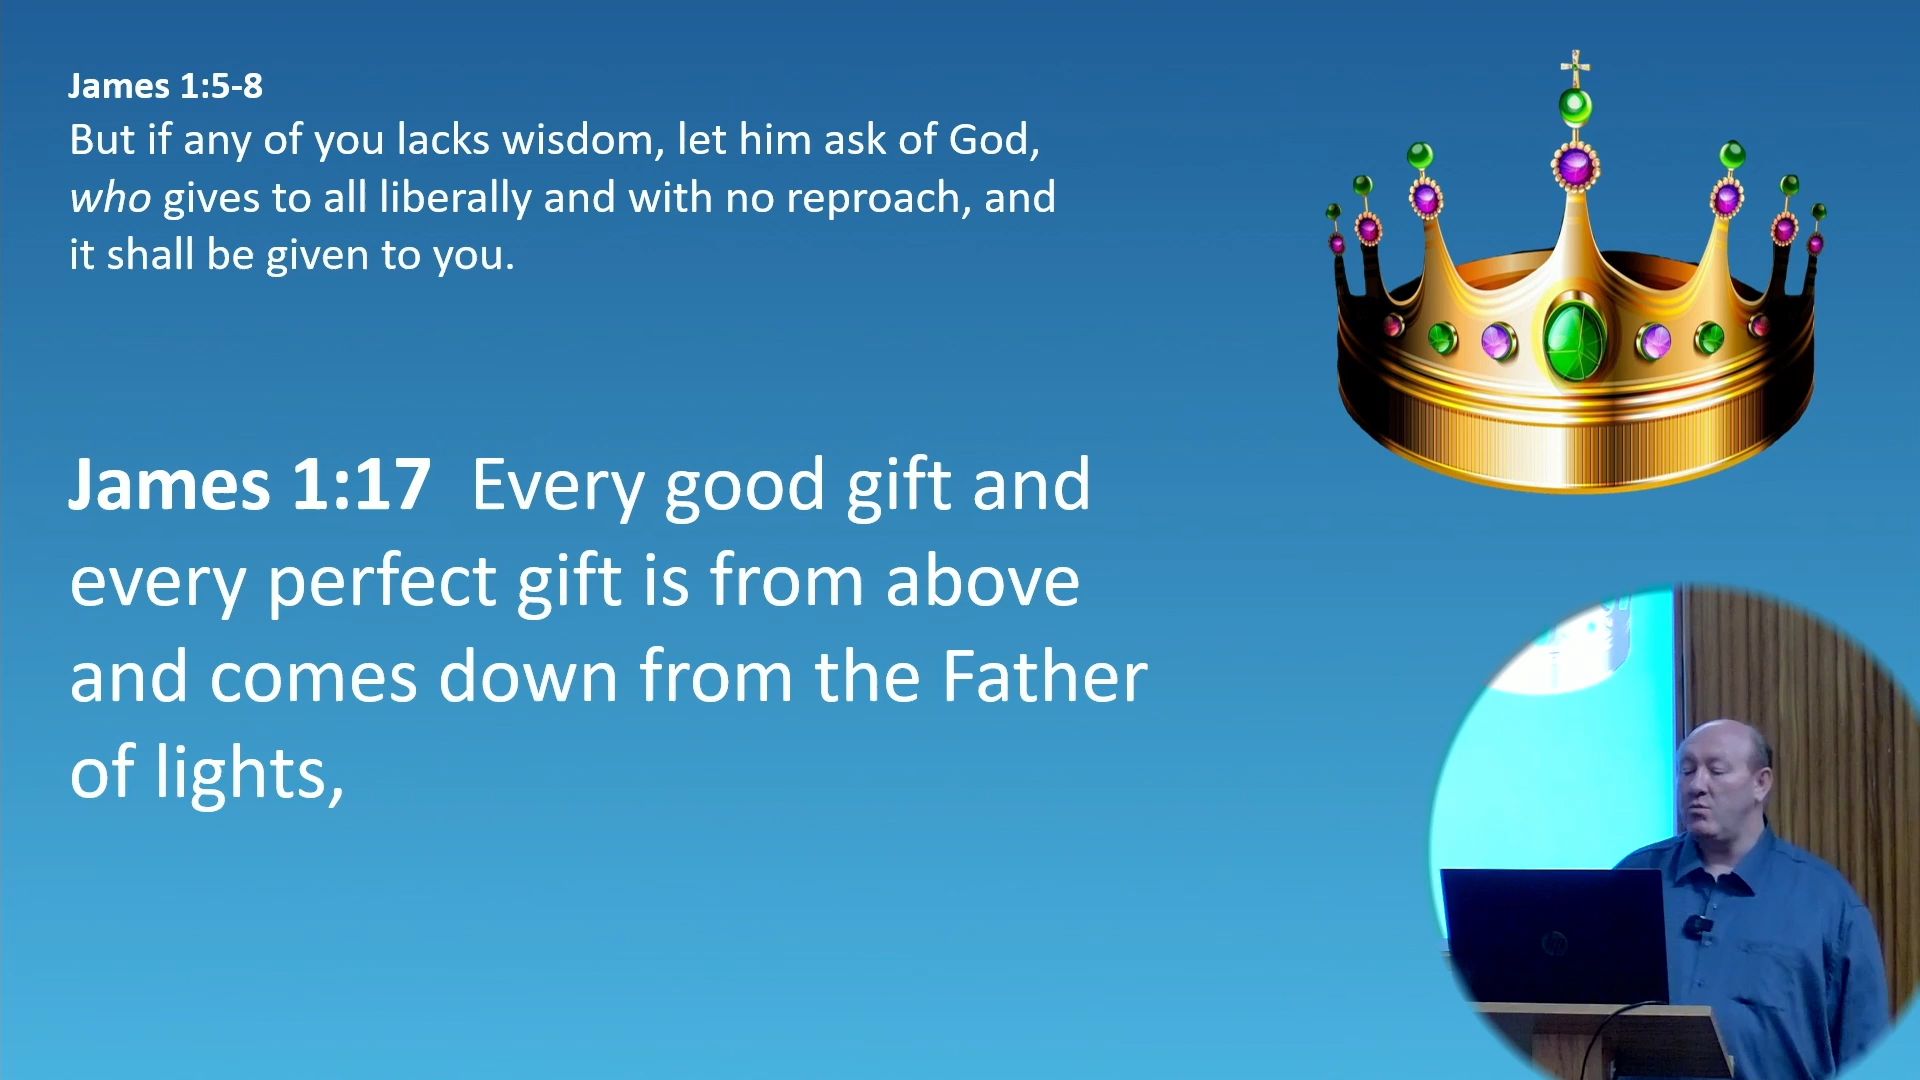 James 1:5-8
But if any of you lacks wisdom, let him ask of God,
who gives to all liberally and with no reproach, and
it shall be given to you.
James 1:17 Every good gift and
every perfect gift is from above
and comes down from the Father
of lights,
hp